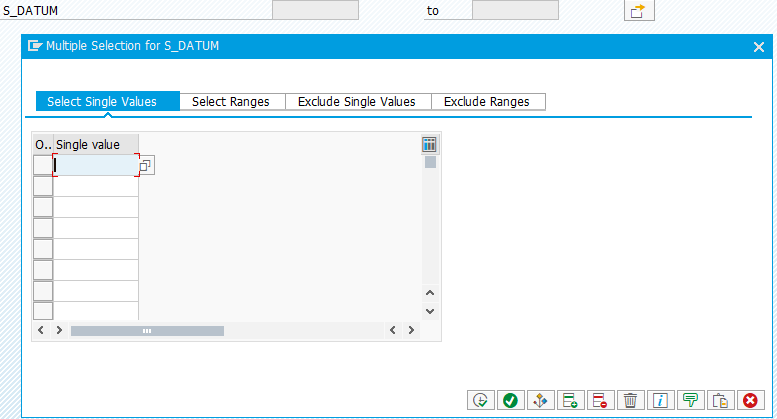 S_DATUM to
Multiple Selection for S_DATUM
Select Single Values Select Ranges Exclude Single Values Exclude Ranges
O.. Single value